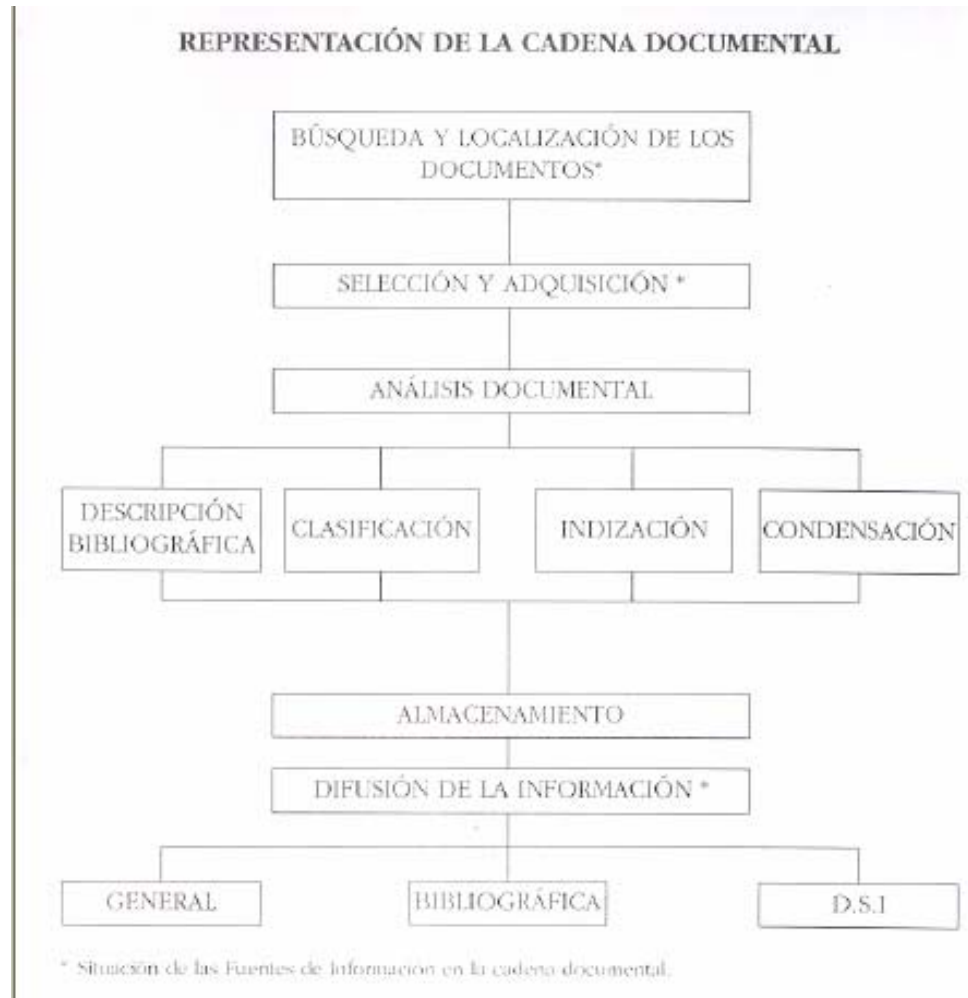 REPRESENTACIÓN DE LA CADENA DOCUMENTAL
BÚSQUEDA Y LOCALIZACIÓN DE LOS
DOCUMENTOS*
SELECCIÓN Y ADQUISICIÓN *
ANÁLISIS DOCUMENTAL
DESCRIPCIÓN
BIBLIOGRÁFICA
CLASIFICACIÓN
INDIZACIÓN
CONDENSACIÓN
ALMACENAMIENTO
DIFUSIÓN DE LA INFORMACIÓN *
GENERAL
BIBLIOGRÁFICA
D.S.I
* Situación de las Fuentes de Información en la cadena documental.